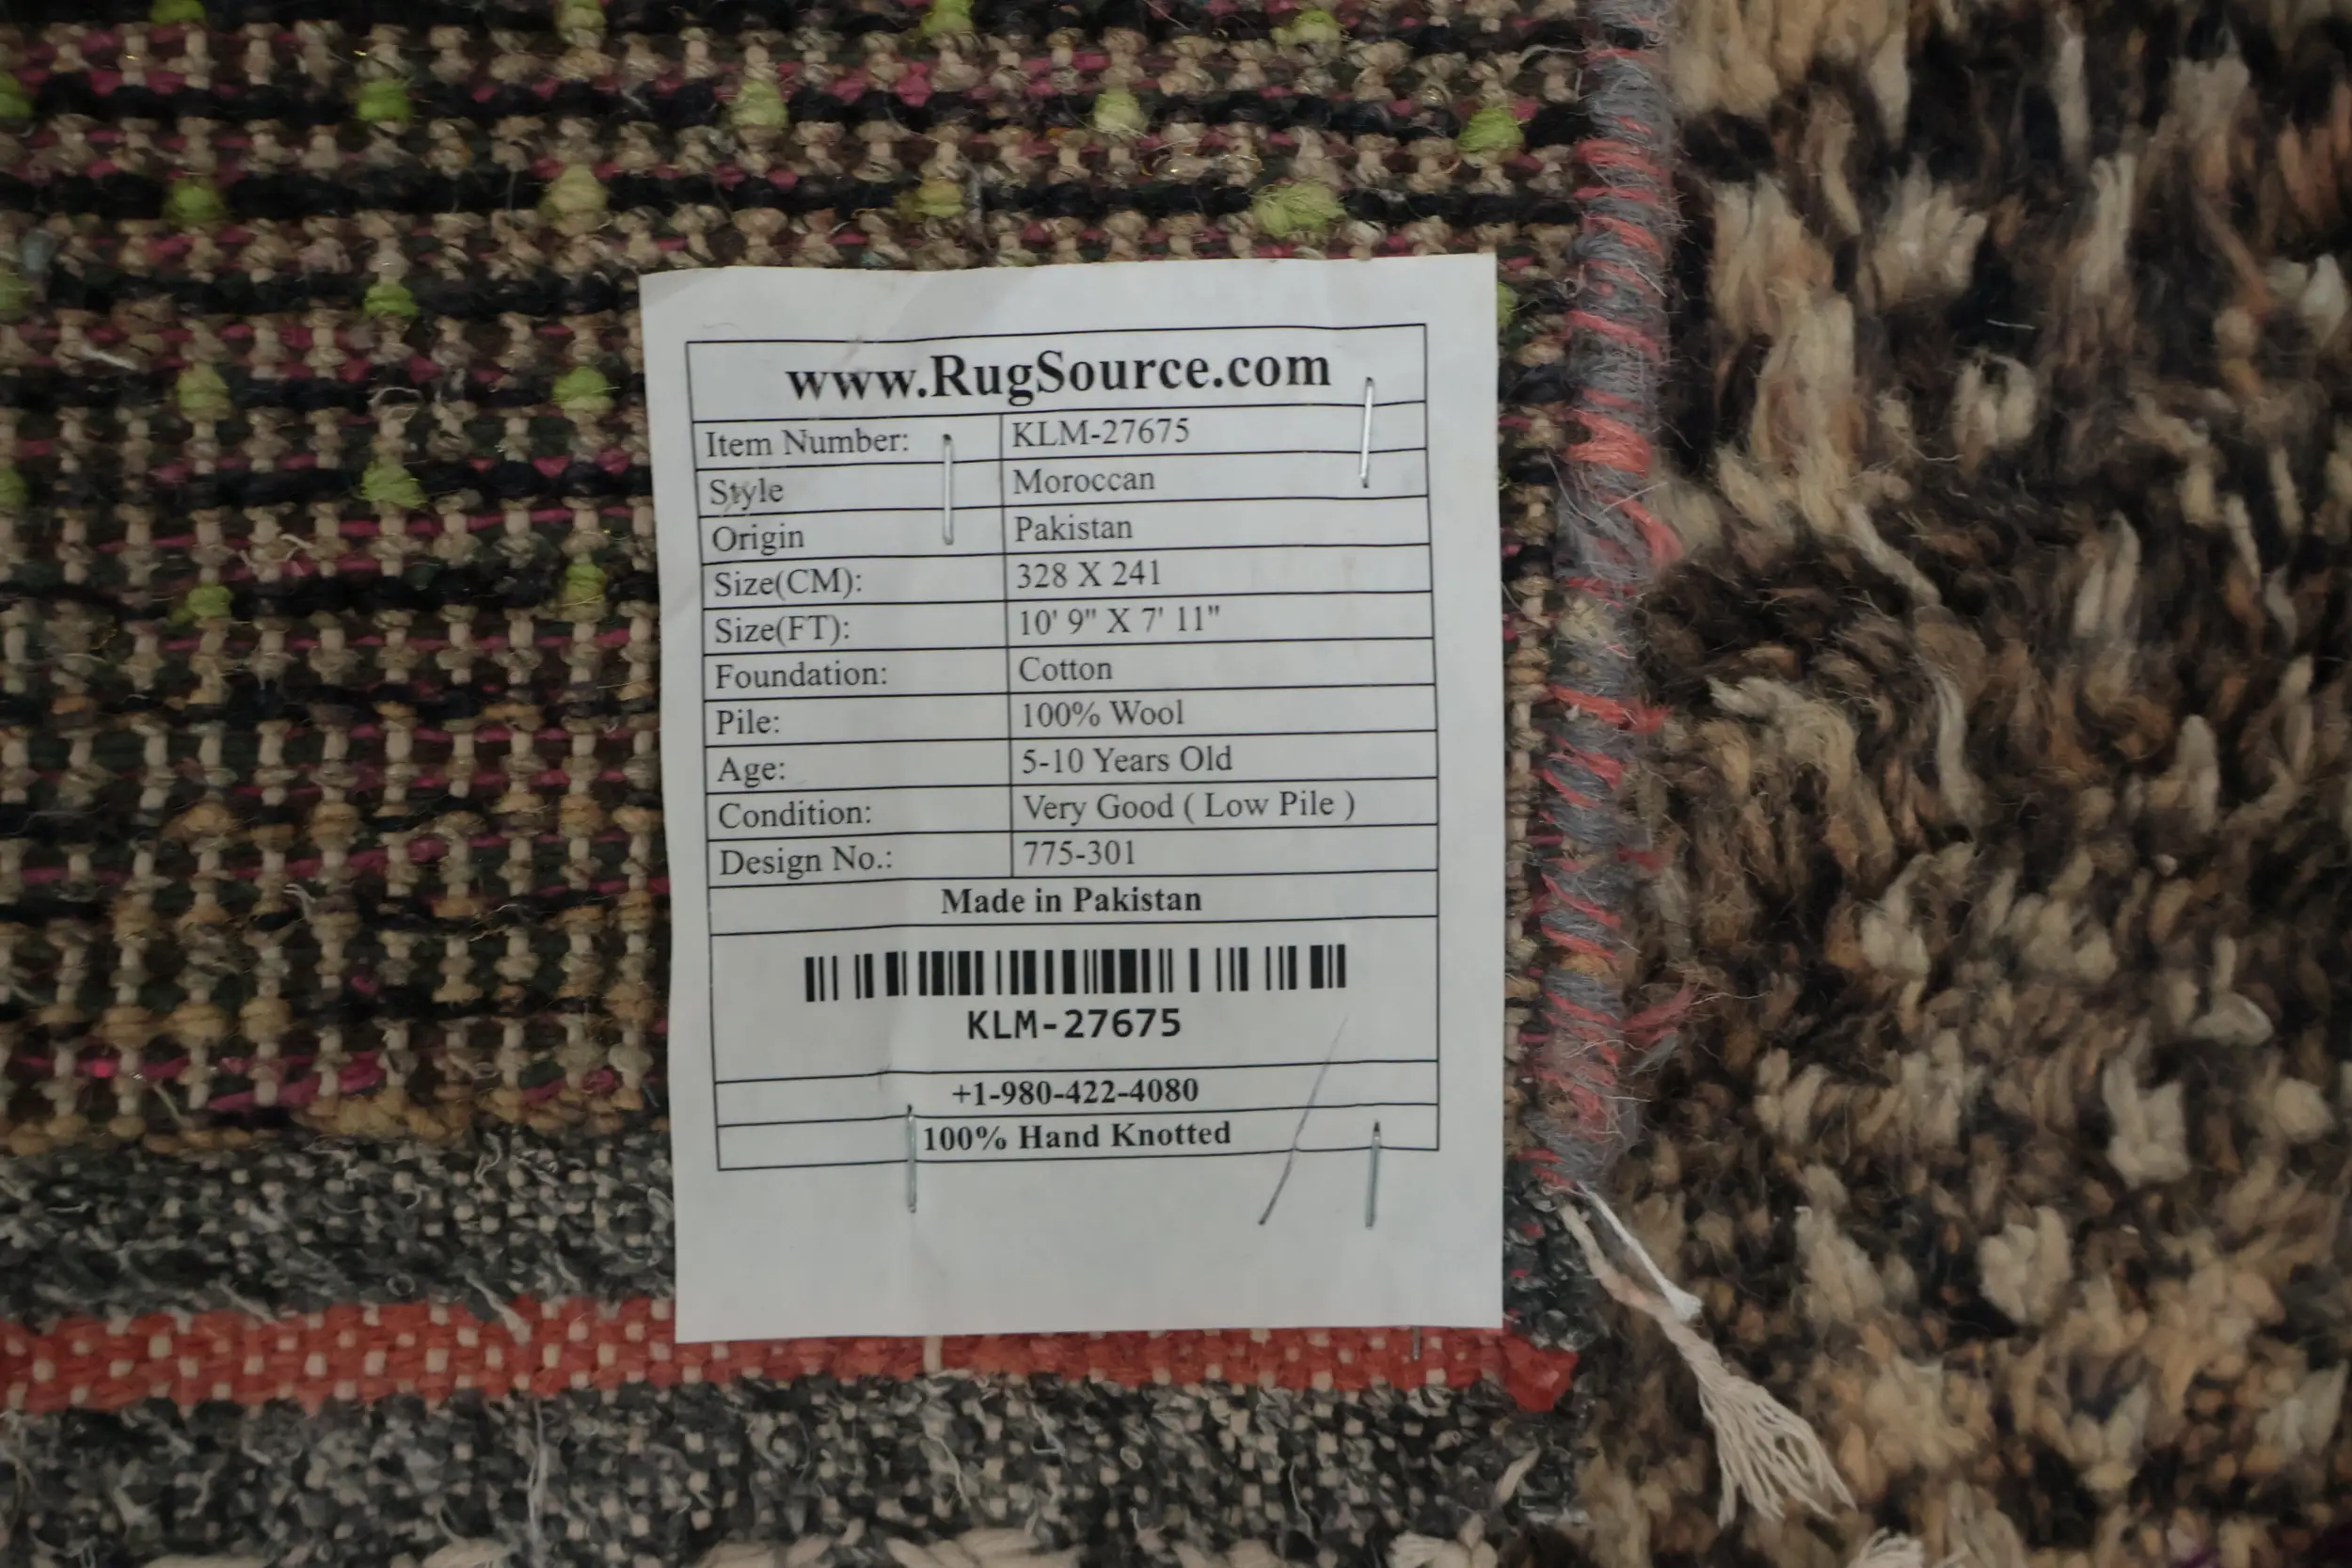 www.RugSource.com
Item Number: KLM-27675
Style Moroccan
Origin Pakistan
Size(CM): 328 X 241
Size(FT): 10' 9" X 7' 11"
Foundation: Cotton
Pile: 100% Wool
Age: 5-10 Years Old
Condition: Very Good ( Low Pile )
Design No.: 775-301
Made in Pakistan
KLM-27675
+1-980-422-4080
100% Hand Knotted